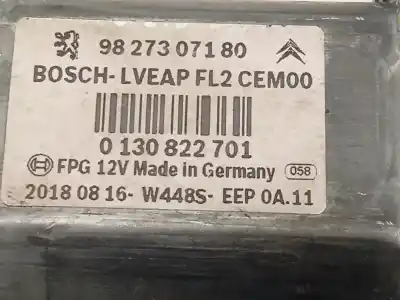 98 273 071 80
BOSCH- LVEAP FL2 CEM00
0 130 822 701
FPG 12V Made in Germany 058
2018 08 16- W448S- EEP 0A.11